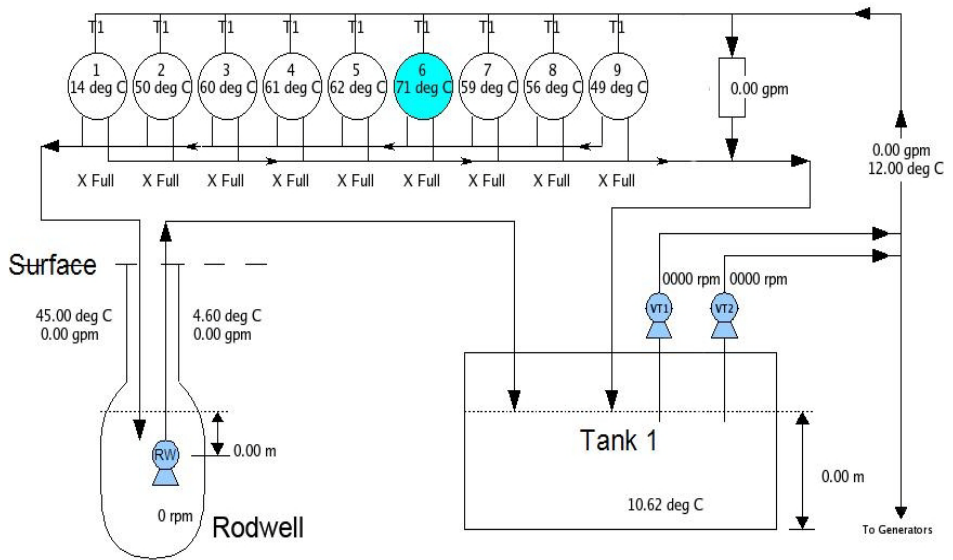 T1 T1 T1 T1 T1 T1 T1 T1 T1
1 2 3 4 5 6 7 8 9
14 deg C 50 deg C 60 deg C 61 deg C 62 deg C 71 deg C 59 deg C 56 deg C 49 deg C
0.00 gpm
0.00 gpm
12.00 deg C
X Full X Full X Full X Full X Full X Full X Full X Full X Full
Surface
0000 rpm 0000 rpm
VT1 VT2
45.00 deg C
0.00 gpm
4.60 deg C
0.00 gpm
Tank 1
RW
0.00 m
0.00 m
10.62 deg C
0 rpm
Rodwell
To Generators